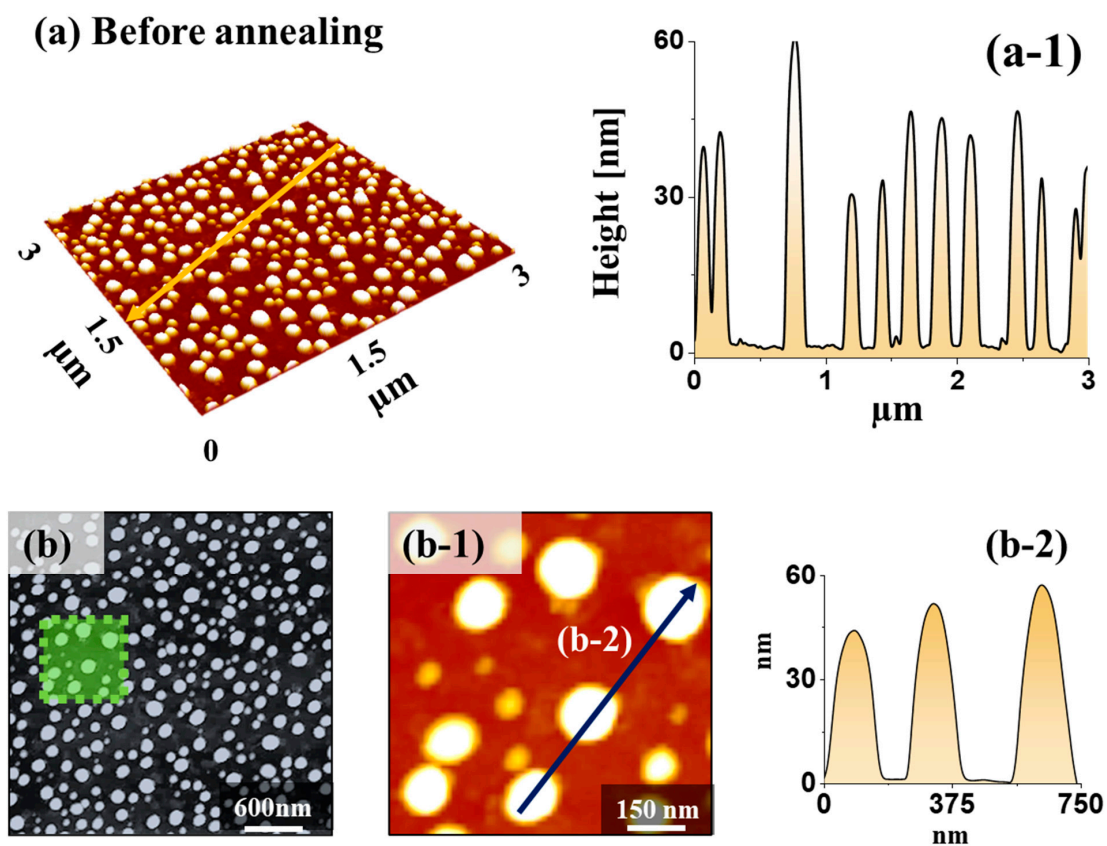 (a) Before annealing
3
1.5
μm
0
1.5
μm
3
(a-1)
60
30
0
Height [nm]
0
1
2
3
μm
(b)
600nm
(b-1)
(b-2)
150 nm
(b-2)
60
30
0
nm
0
375
750
nm